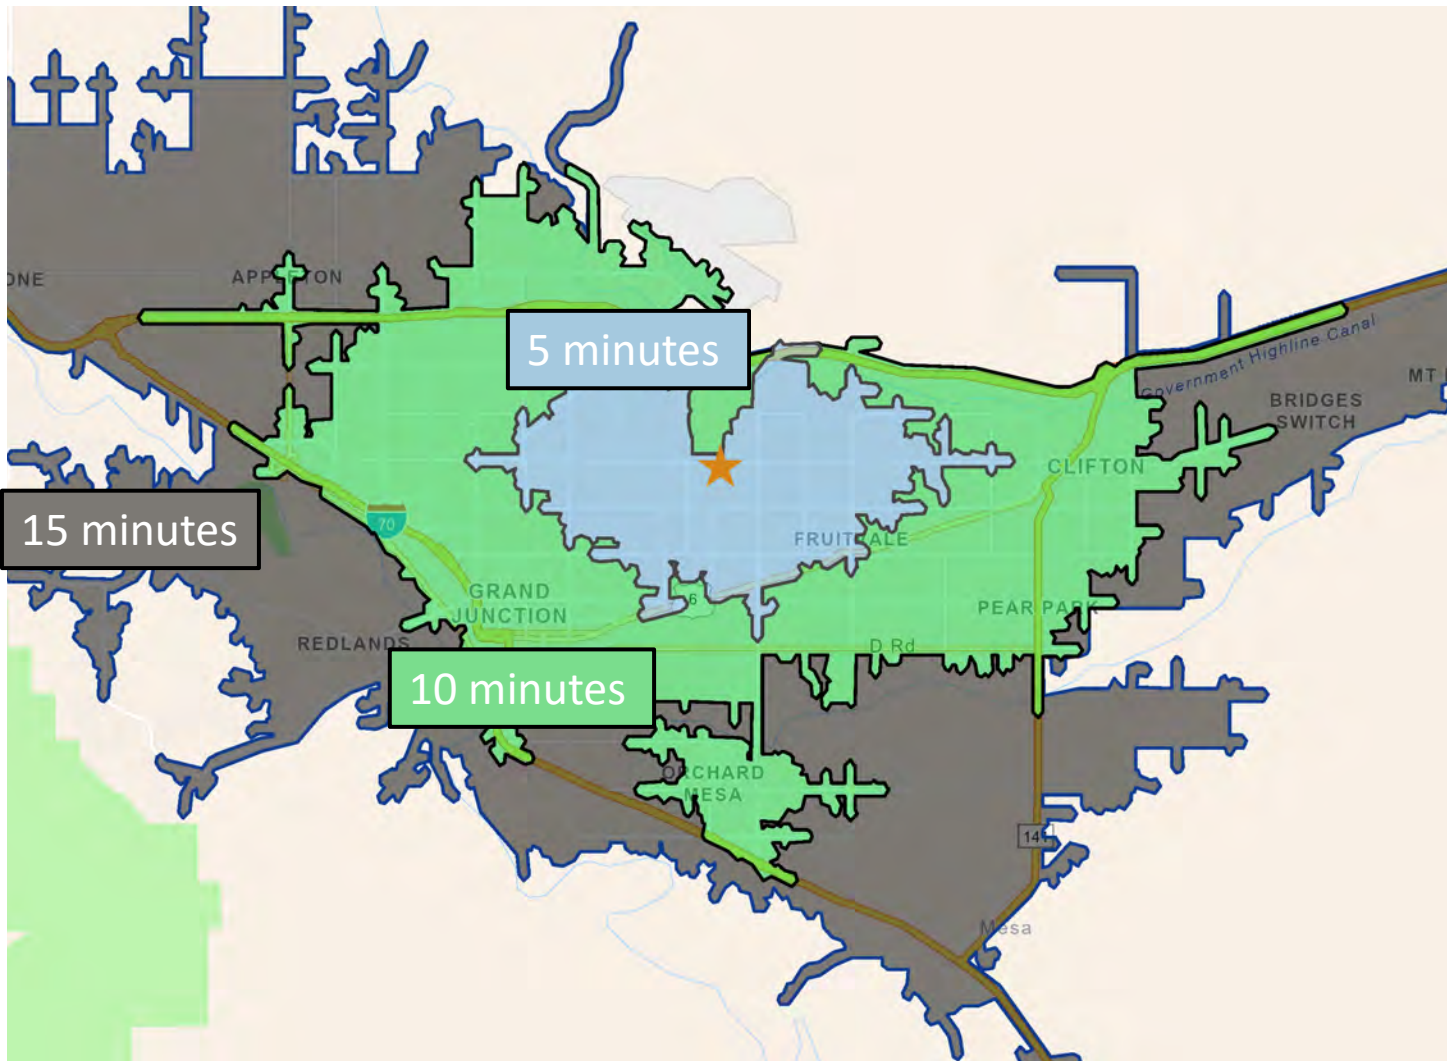 ONE
APPLETON
5 minutes
Government Highline Canal
MT
BRIDGES
SWITCH
CLIFTON
70
15 minutes
FRUITVALE
GRAND
JUNCTION
6
PEAR PARK
REDLANDS
D Rd
10 minutes
ORCHARD
MESA
141
Mesa